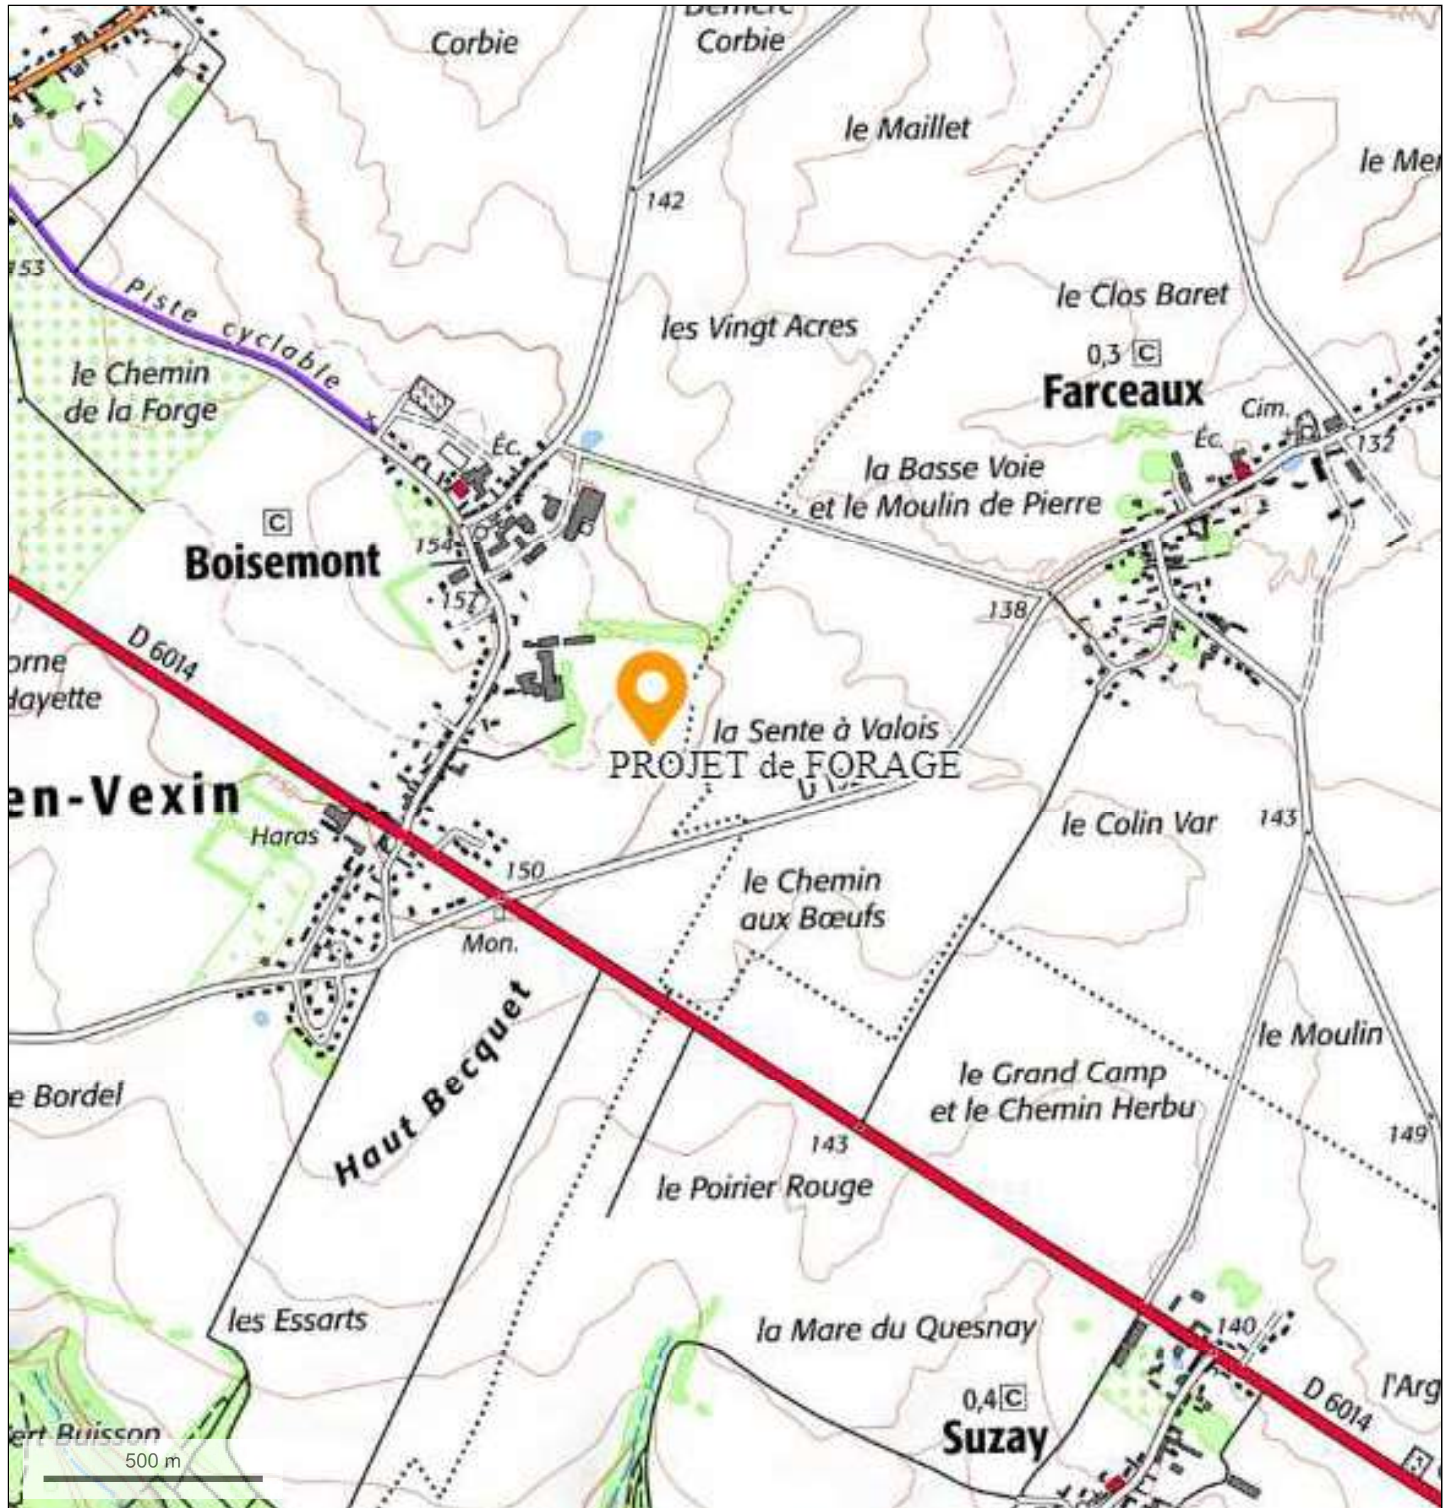 Corbie
Derrière
Corbie
le Maillet
142
153
Piste cyclable
le Clos Baret
les Vingt Acres
0,3 C
Farceaux
le Chemin
de la Forge
Cim.
Éc.
Éc.
132
la Basse Voie
et le Moulin de Pierre
C
Boisemont
154
157
138
D 6014
la Sente à Valois
PROJET de FORAGE
en-Vexin
Haras
le Colin Var
143
150
le Chemin
aux Bœufs
Mon.
Haut Becquet
le Moulin
le Grand Camp
et le Chemin Herbu
Bordel
143
149
le Poirier Rouge
les Essarts
la Mare du Quesnay
140
0,4 C
Suzay
D 6014
Buisson
500 m